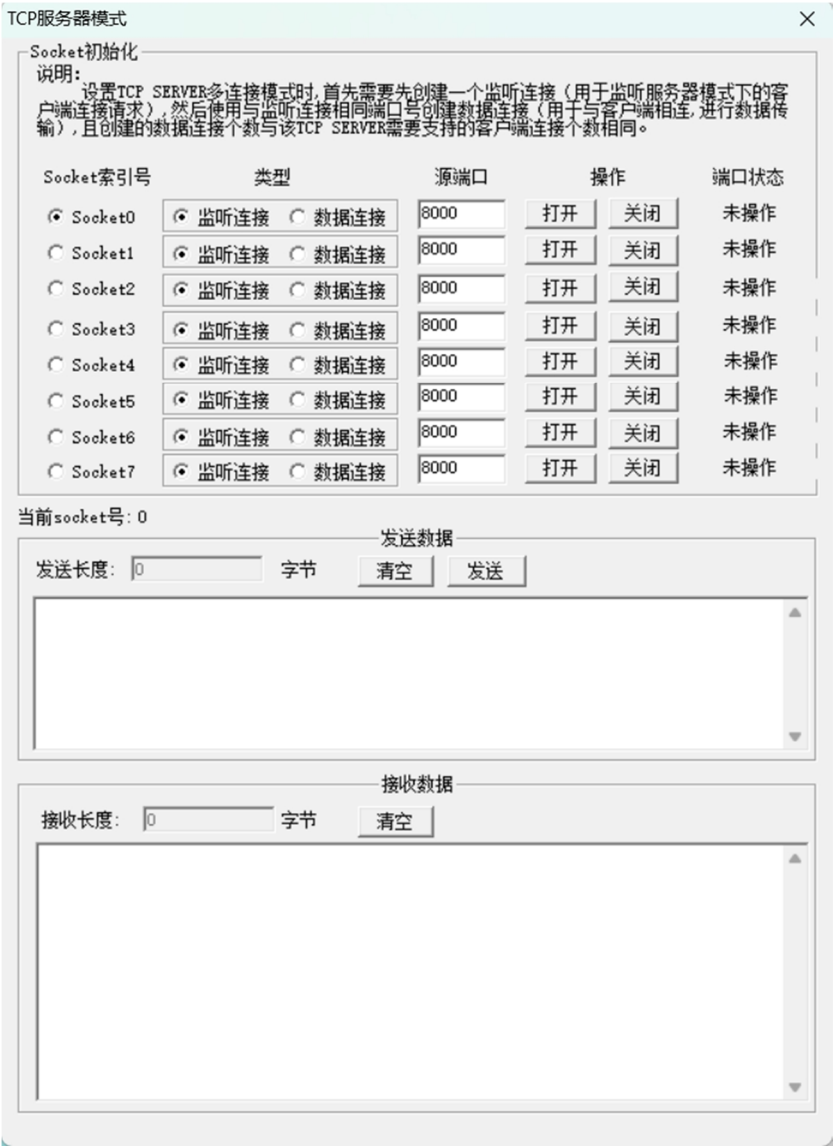 TCP服务器模式
Socket初始化
说明:
设置TCP SERVER多连接模式时,首先需要先创建一个监听连接（用于监听服务器模式下的客
户端连接请求）,然后使用与监听连接相同端口号创建数据连接（用于与客户端相连,进行数据传
输）,且创建的数据连接个数与该TCP SERVER需要支持的客户端连接个数相同。
Socket索引号 类型 源端口 操作 端口状态
Socket0 监听连接 数据连接 8000 打开 关闭 未操作
Socket1 监听连接 数据连接 8000 打开 关闭 未操作
Socket2 监听连接 数据连接 8000 打开 关闭 未操作
Socket3 监听连接 数据连接 8000 打开 关闭 未操作
Socket4 监听连接 数据连接 8000 打开 关闭 未操作
Socket5 监听连接 数据连接 8000 打开 关闭 未操作
Socket6 监听连接 数据连接 8000 打开 关闭 未操作
Socket7 监听连接 数据连接 8000 打开 关闭 未操作
当前socket号: 0
发送数据
发送长度: 0 字节 清空 发送
接收数据
接收长度: 0 字节 清空